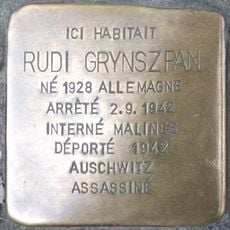 ICI HABITAIT
RUDI GRYNSZPAN
NÉ 1928 ALLEMAGNE
ARRÊTÉ 2.9.1942
INTERNÉ MALINES
DÉPORTÉ 1942
AUSCHWITZ
ASSASSINÉ